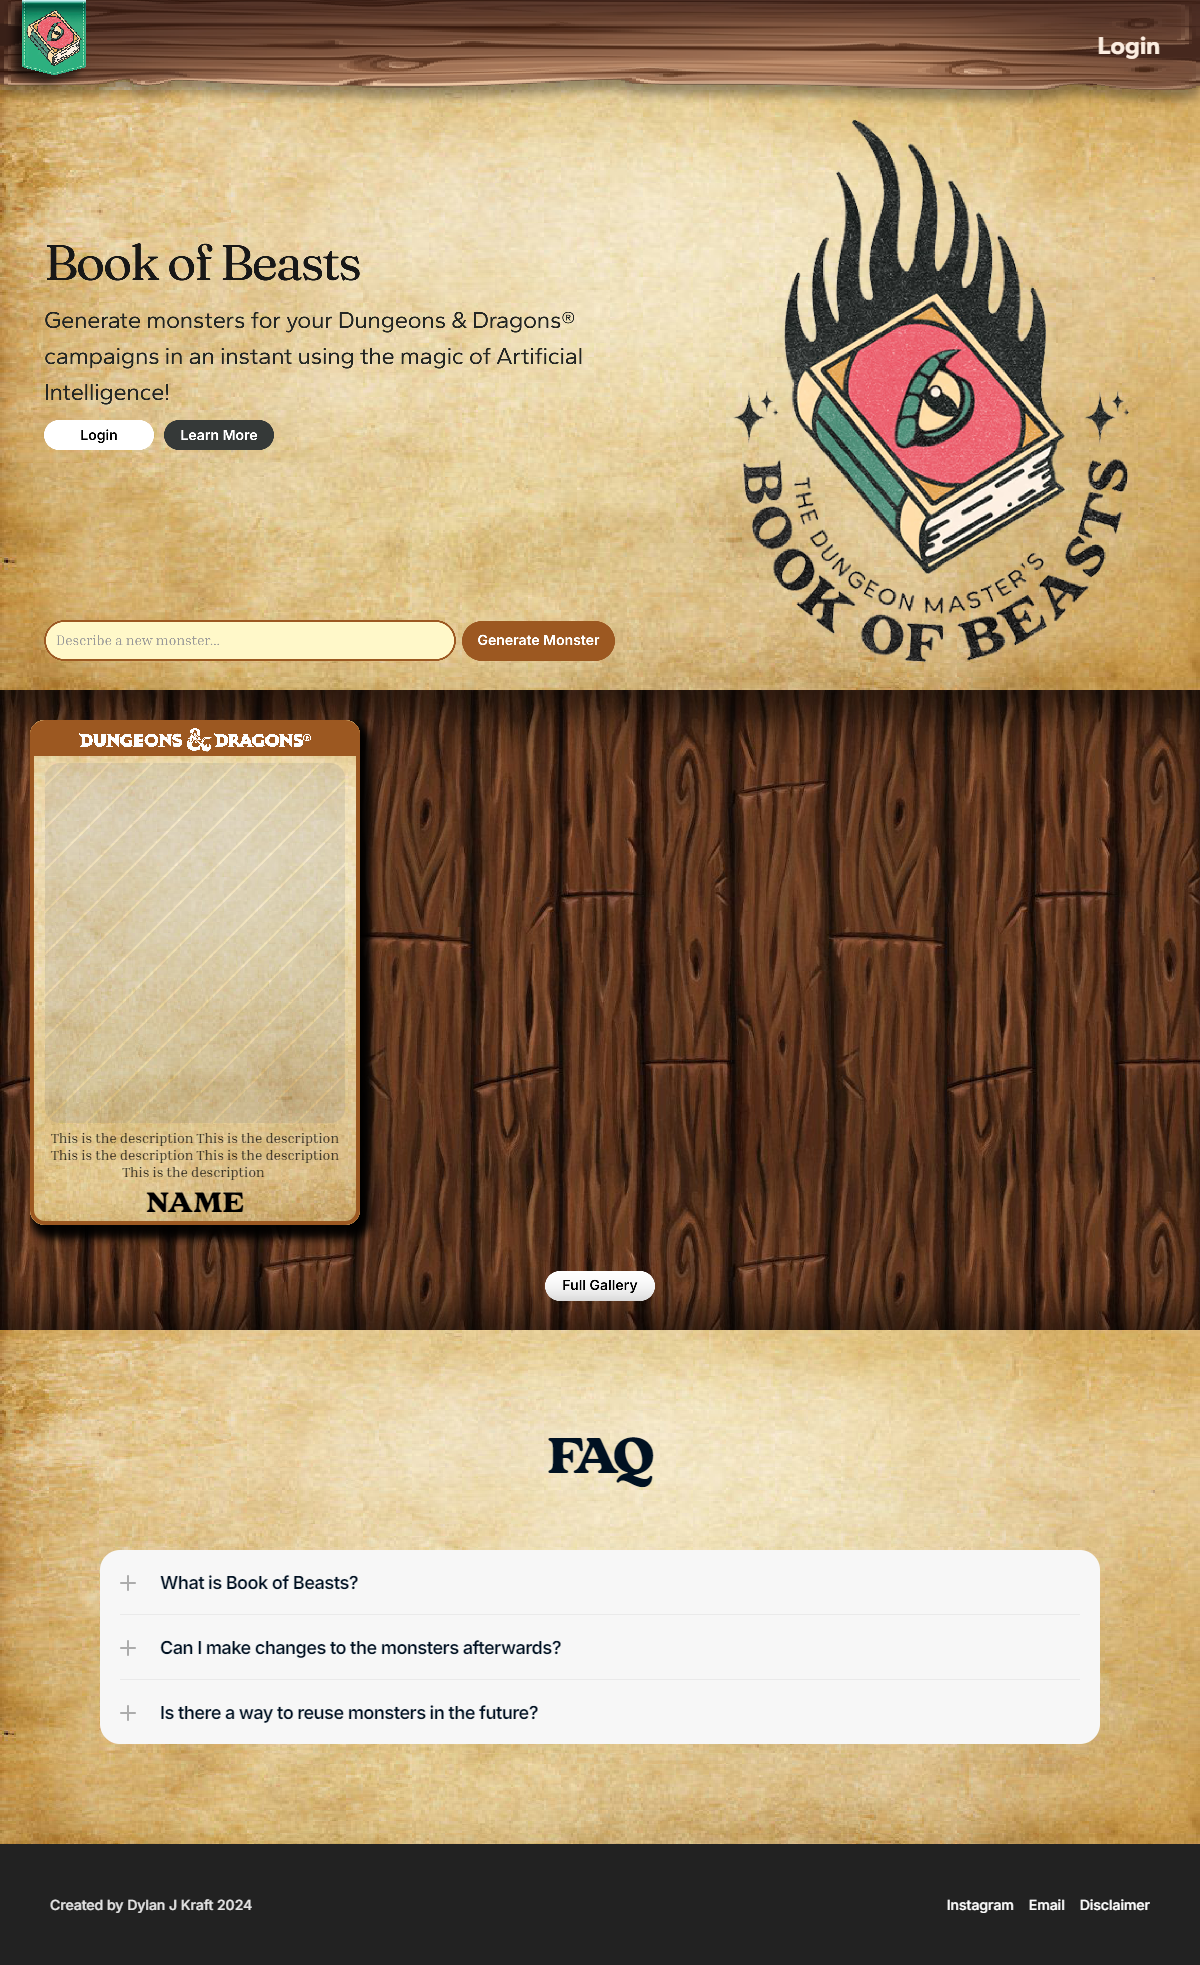 Login
Book of Beasts
Generate monsters for your Dungeons & Dragons®
campaigns in an instant using the magic of Artificial
Intelligence!
Login
Learn More
THE DUNGEON MASTER'S
BOOK OF BEASTS
Describe a new monster...
Generate Monster
DUNGEONS & DRAGONS®
This is the description This is the description
This is the description This is the description
This is the description
NAME
Full Gallery
FAQ
What is Book of Beasts?
Can I make changes to the monsters afterwards?
Is there a way to reuse monsters in the future?
Created by Dylan J Kraft 2024
Instagram
Email
Disclaimer